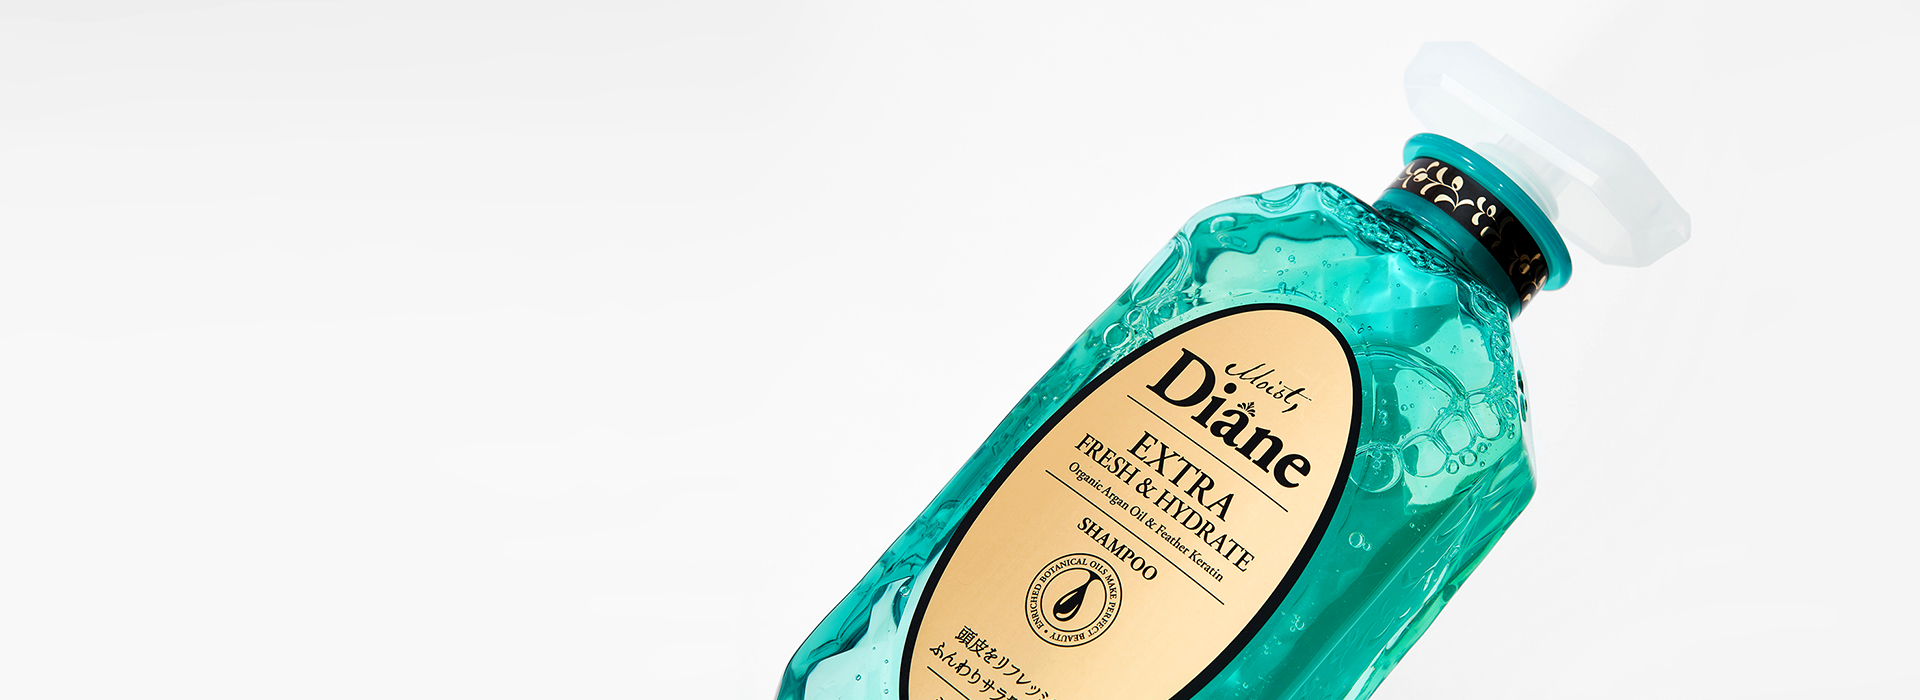 Moist,
Diane
EXTRA
FRESH & HYDRATE
Organic Argan Oil & Feather Keratin
SHAMPOO
ENRICHED BOTANICAL OILS MAKE PERFECT BEAUTY •
頭皮をリフレッシ
ふんわりサラ